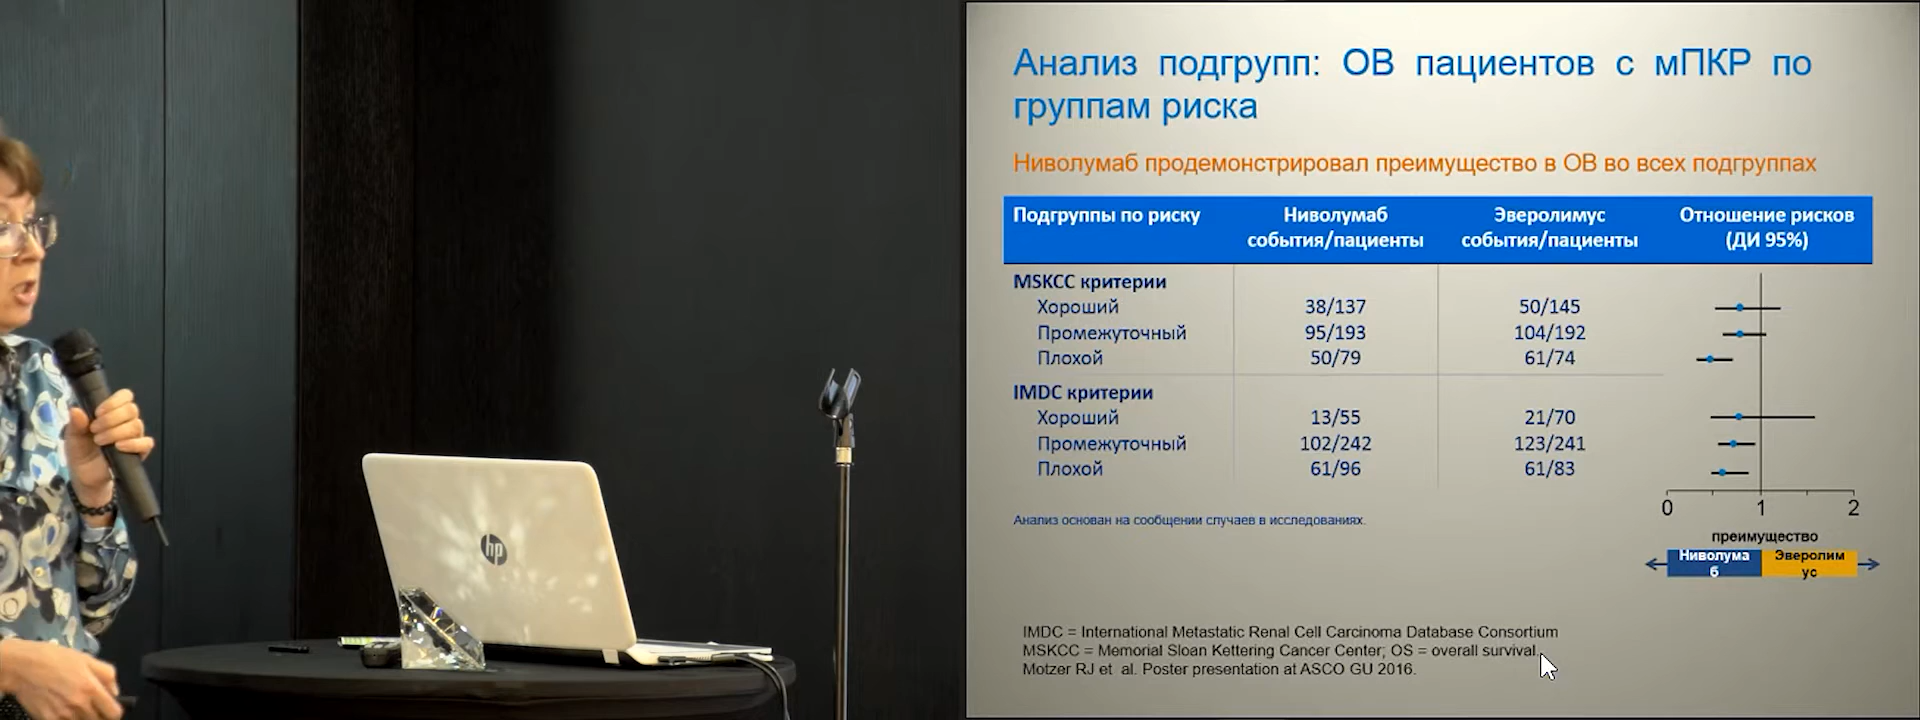 Анализ подгрупп: ОВ пациентов с мПКР по
группам риска
Ниволумаб продемонстрировал преимущество в ОВ во всех подгруппах
Подгруппы по риску Ниволумаб события/пациенты Эверолимус события/пациенты Отношение рисков (ДИ 95%)
MSKCC критерии
Хороший 38/137 50/145
Промежуточный 95/193 104/192
Плохой 50/79 61/74
IMDC критерии
Хороший 13/55 21/70
Промежуточный 102/242 123/241
Плохой 61/96 61/83
0 1 2
Анализ основан на сообщении случаев в исследованиях.
преимущество
Ниволума
б
Эверолим
ус
IMDC = International Metastatic Renal Cell Carcinoma Database Consortium
MSKCC = Memorial Sloan Kettering Cancer Center; OS = overall survival.
Motzer RJ et al. Poster presentation at ASCO GU 2016.
hp